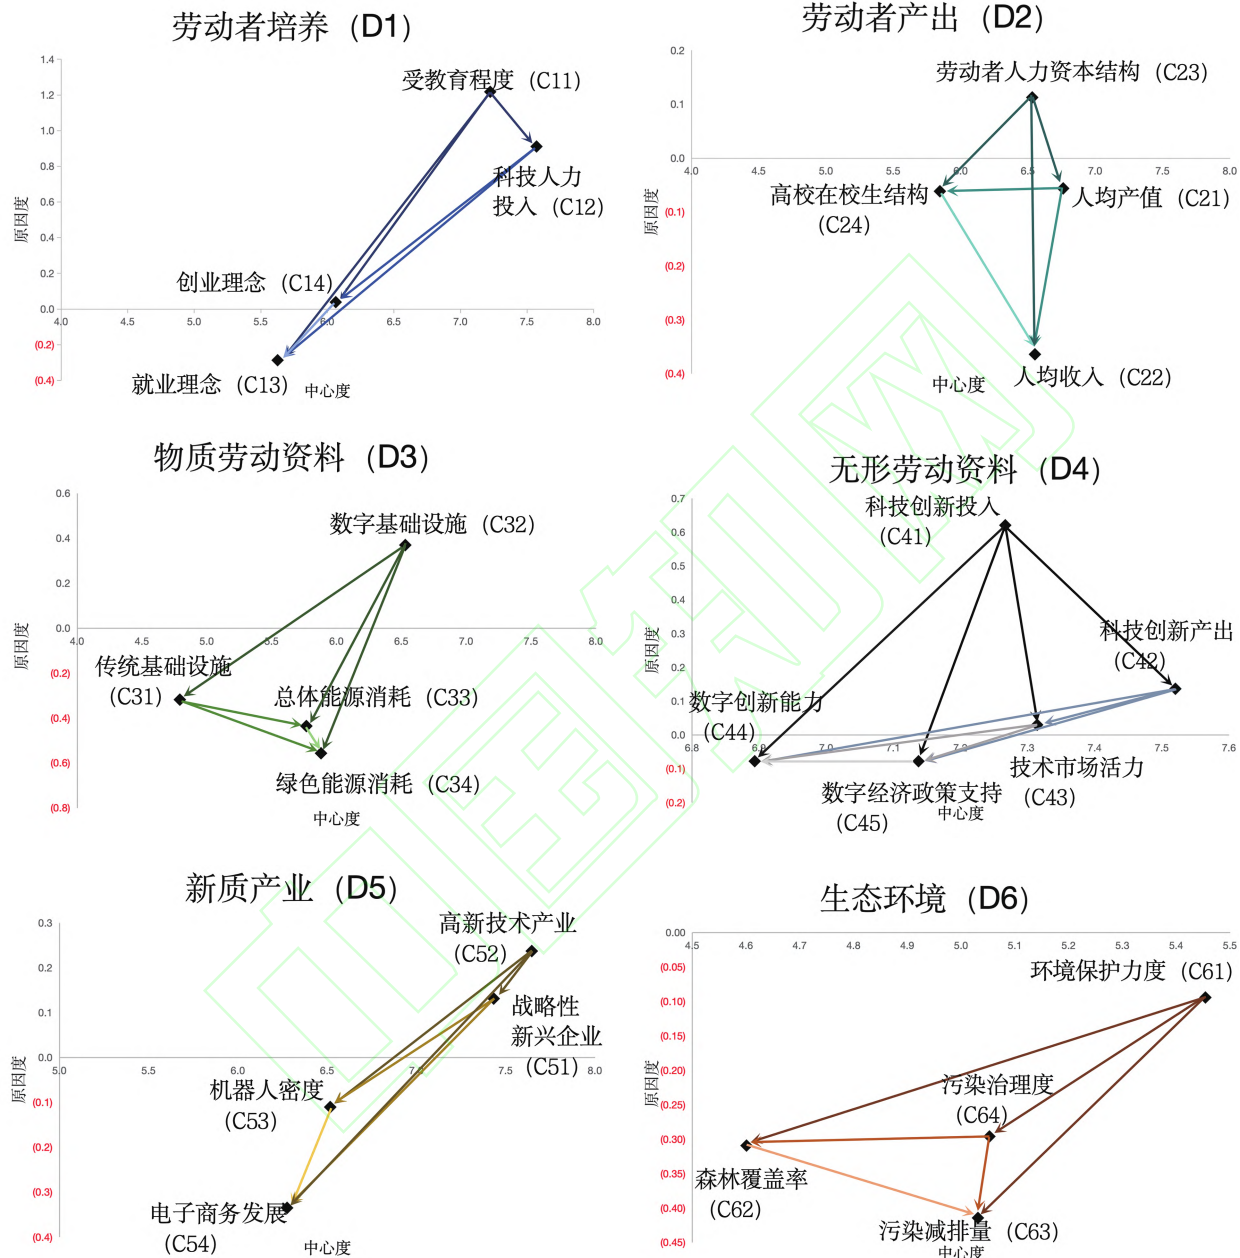 劳动者培养（D1）
1.4
1.2
1.0
0.8
0.6
0.4
0.2
0.0
(0.2)
(0.4)
原因度
4.0 4.5 5.0 5.5 6.0 6.5 7.0 7.5 8.0
受教育程度（C11）
科技人力
投入（C12）
创业理念（C14）
就业理念（C13）
中心度
劳动者产出（D2）
0.2
0.1
0.0
(0.1)
(0.2)
(0.3)
(0.4)
原因度
4.0 4.5 5.0 5.5 6.0 6.5 7.0 7.5 8.0
劳动者人力资本结构（C23）
高校在校生结构
（C24）
人均产值（C21）
人均收入（C22）
中心度
物质劳动资料（D3）
0.6
0.4
0.2
0.0
(0.2)
(0.4)
(0.6)
(0.8)
原因度
4.0 4.5 5.0 5.5 6.0 6.5 7.0 7.5 8.0
数字基础设施（C32）
传统基础设施
（C31）
总体能源消耗（C33）
绿色能源消耗（C34）
中心度
无形劳动资料（D4）
0.7
0.6
0.5
0.4
0.3
0.2
0.1
0.0
(0.1)
(0.2)
原因度
6.8 6.9 7.0 7.1 7.2 7.3 7.4 7.5 7.6
科技创新投入
（C41）
科技创新产出
（C42）
数字创新能力
（C44）
技术市场活力
（C43）
数字经济政策支持
（C45）
中心度
新质产业（D5）
0.3
0.2
0.1
0.0
(0.1)
(0.2)
(0.3)
(0.4)
原因度
5.0 5.5 6.0 6.5 7.0 7.5 8.0
高新技术产业
（C52）
战略性
新兴企业
（C51）
机器人密度
（C53）
电子商务发展
（C54）
中心度
生态环境（D6）
0.00
(0.05)
(0.10)
(0.15)
(0.20)
(0.25)
(0.30)
(0.35)
(0.40)
(0.45)
原因度
4.5 4.6 4.7 4.8 4.9 5.0 5.1 5.2 5.3 5.4 5.5
环境保护力度（C61）
污染治理度
（C64）
森林覆盖率
（C62）
污染减排量（C63）
中心度